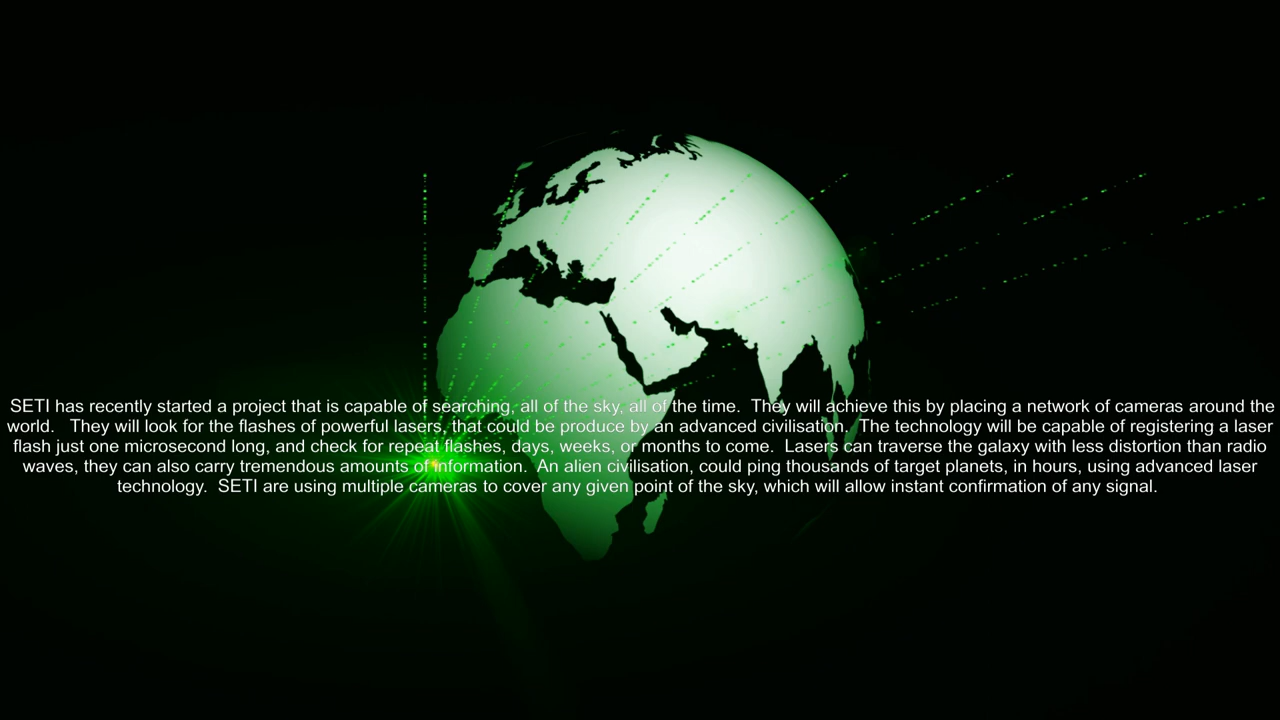 SETI has recently started a project that is capable of searching, all of the sky, all of the time.  They will achieve this by placing a network of cameras around the
world.   They will look for the flashes of powerful lasers, that could be produce by an advanced civilisation.  The technology will be capable of registering a laser
flash just one microsecond long, and check for repeat flashes, days, weeks, or months to come.  Lasers can traverse the galaxy with less distortion than radio
waves, they can also carry tremendous amounts of information.  An alien civilisation, could ping thousands of target planets, in hours, using advanced laser
technology.  SETI are using multiple cameras to cover any given point of the sky, which will allow instant confirmation of any signal.